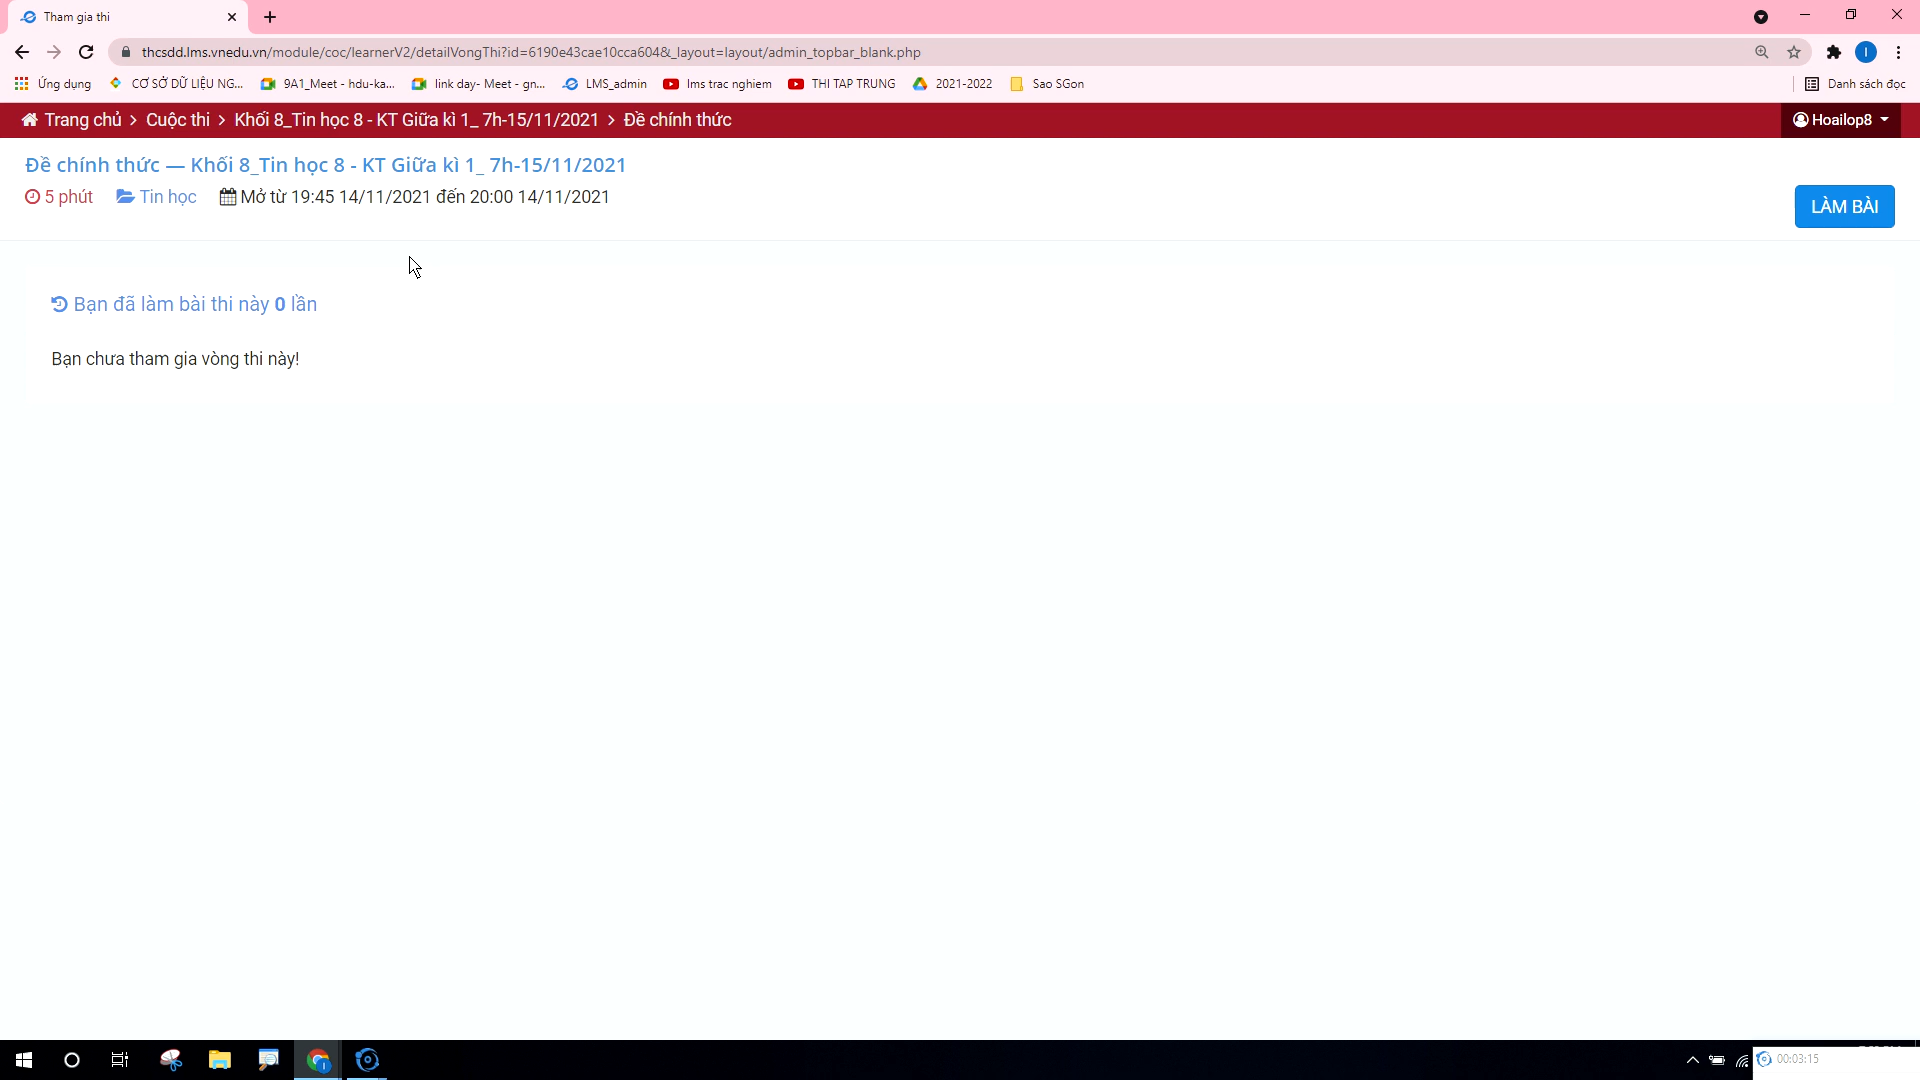 Tham gia thi
thcsdd.lms.vnedu.vn/module/coc/learnerV2/detailVongThi?id=6190e43cae10cca604&_layout=layout/admin_topbar_blank.php
I
Ứng dụng CƠ SỞ DỮ LIỆU NG... 9A1_Meet - hdu-ka... link day- Meet - gn... LMS_admin lms trac nghiem THI TAP TRUNG 2021-2022 Sao SGon Danh sách đọc
Trang chủ > Cuộc thi > Khối 8_Tin học 8 - KT Giữa kì 1_ 7h-15/11/2021 > Đề chính thức Hoailop8
Đề chính thức — Khối 8_Tin học 8 - KT Giữa kì 1_ 7h-15/11/2021
5 phút Tin học Mở từ 19:45 14/11/2021 đến 20:00 14/11/2021
LÀM BÀI
Bạn đã làm bài thi này 0 lần
Bạn chưa tham gia vòng thi này!
00:03:15